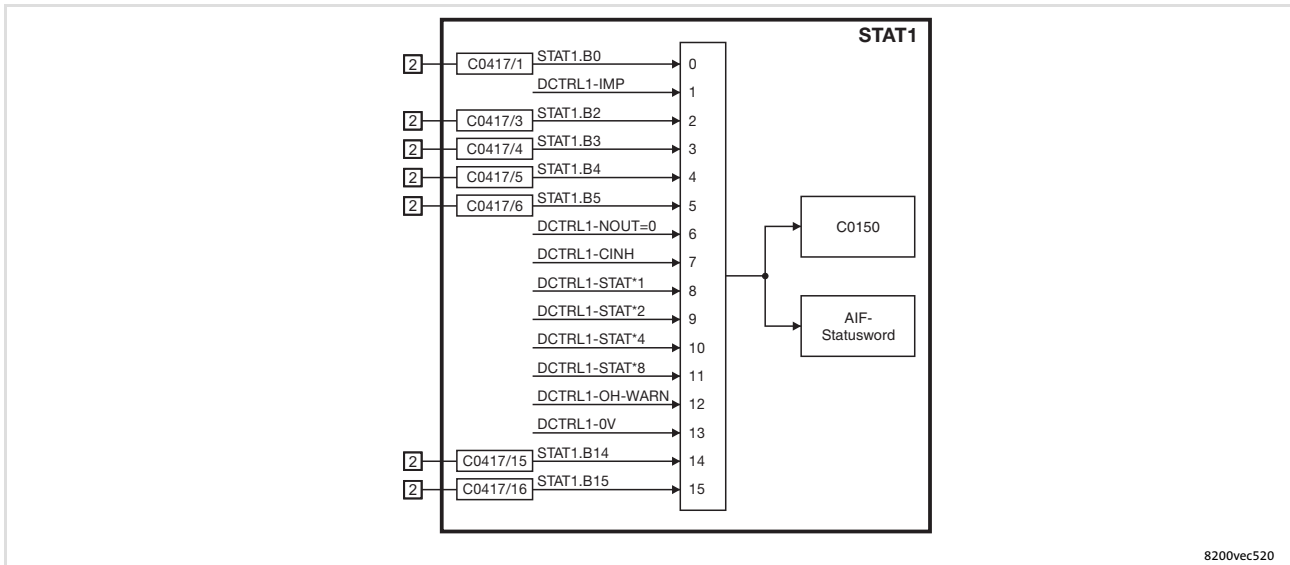 STAT1
2 C0417/1 STAT1.B0 0
DCTRL1-IMP 1
2 C0417/3 STAT1.B2 2
2 C0417/4 STAT1.B3 3
2 C0417/5 STAT1.B4 4
2 C0417/6 STAT1.B5 5
DCTRL1-NOUT=0 6
DCTRL1-CINH 7
DCTRL1-STAT*1 8
DCTRL1-STAT*2 9
DCTRL1-STAT*4 10
DCTRL1-STAT*8 11
DCTRL1-OH-WARN 12
DCTRL1-0V 13
2 C0417/15 STAT1.B14 14
2 C0417/16 STAT1.B15 15
C0150
AIF-
Statusword
8200vec520